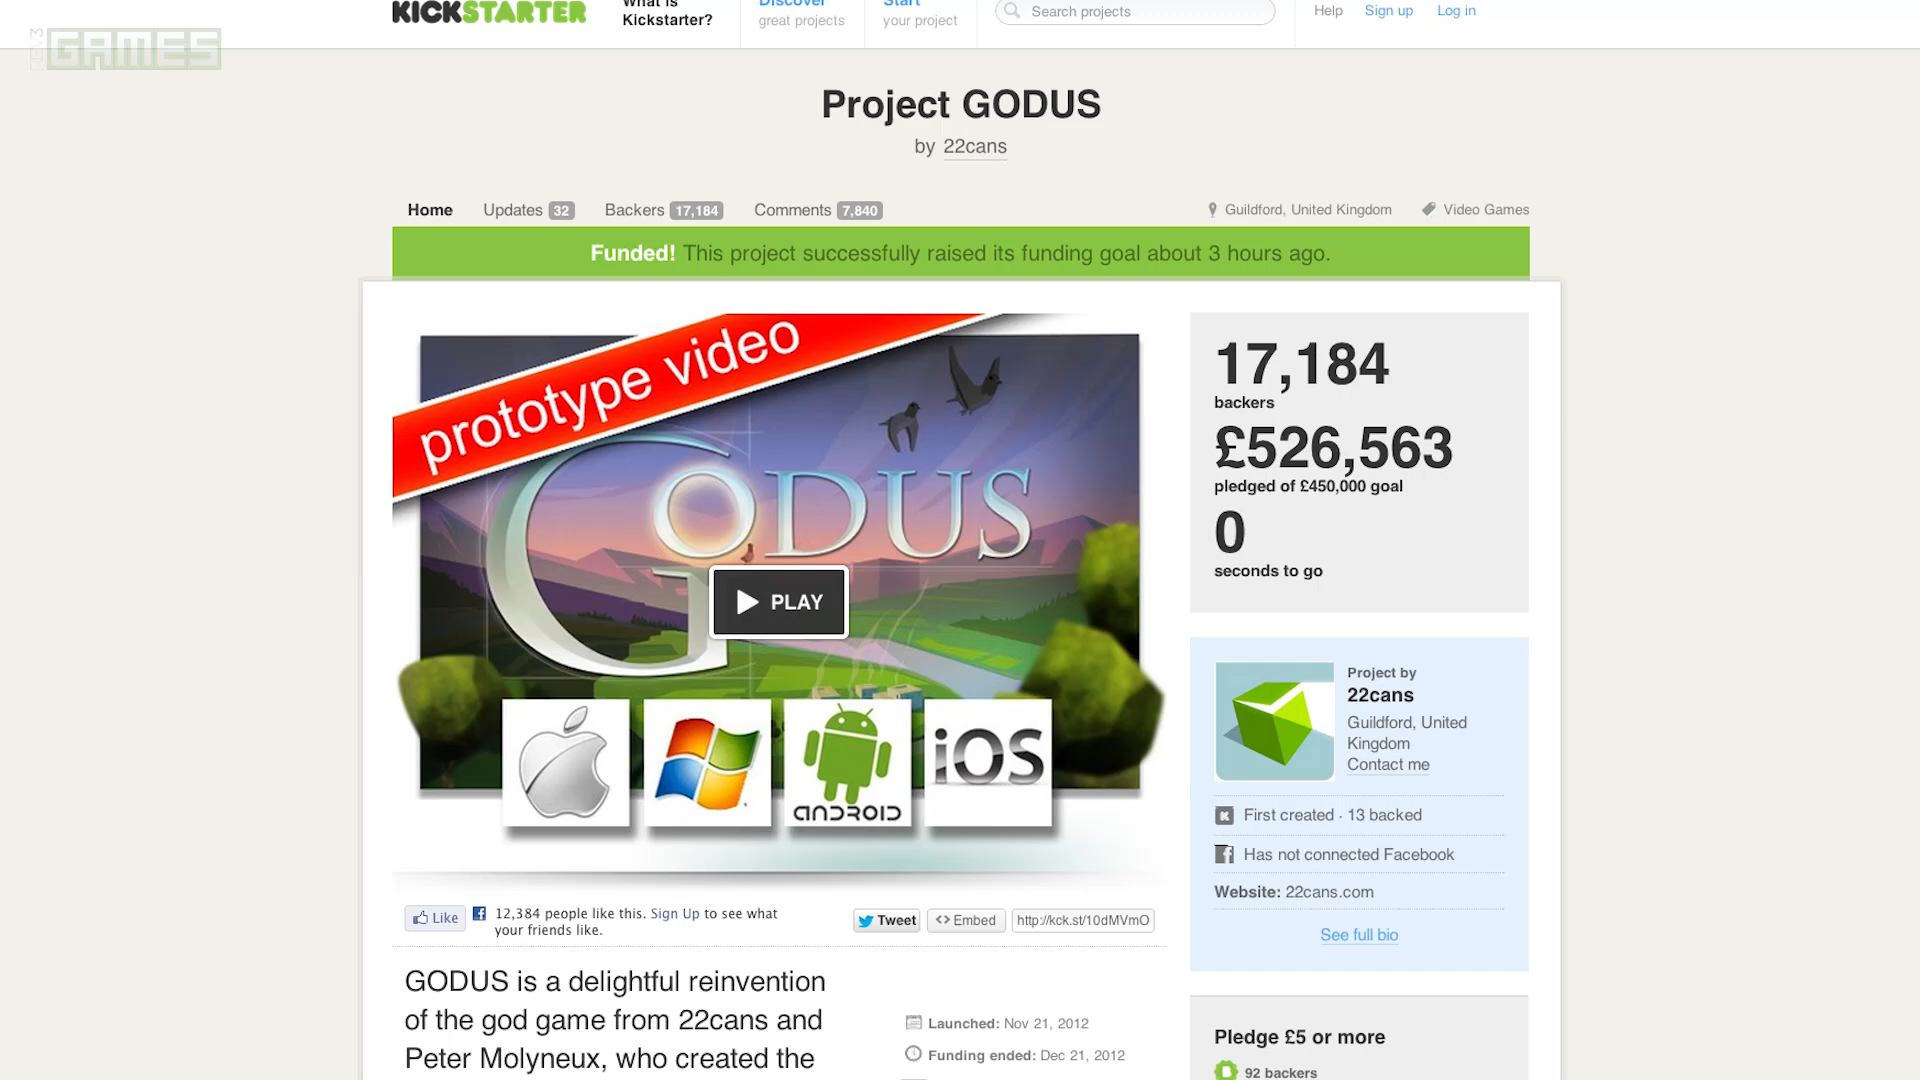 KICKSTARTER
What is
Kickstarter?
Discover
great projects
Start
your project
Search projects
Help
Sign up
Log in
REV3
GAMES
Project GODUS
by 22cans
Home
Updates 32
Backers 17,184
Comments 7,840
Guildford, United Kingdom
Video Games
Funded! This project successfully raised its funding goal about 3 hours ago.
prototype video
GODUS
PLAY
ANDROID
iOS
17,184
backers
£526,563
pledged of £450,000 goal
0
seconds to go
Project by
22cans
Guildford, United
Kingdom
Contact me
K First created · 13 backed
f Has not connected Facebook
Website: 22cans.com
See full bio
Like
f 12,384 people like this. Sign Up to see what
your friends like.
Tweet
<> Embed
http://kck.st/10dMVmO
GODUS is a delightful reinvention
of the god game from 22cans and
Peter Molyneux, who created the
Launched: Nov 21, 2012
Funding ended: Dec 21, 2012
Pledge £5 or more
92 backers